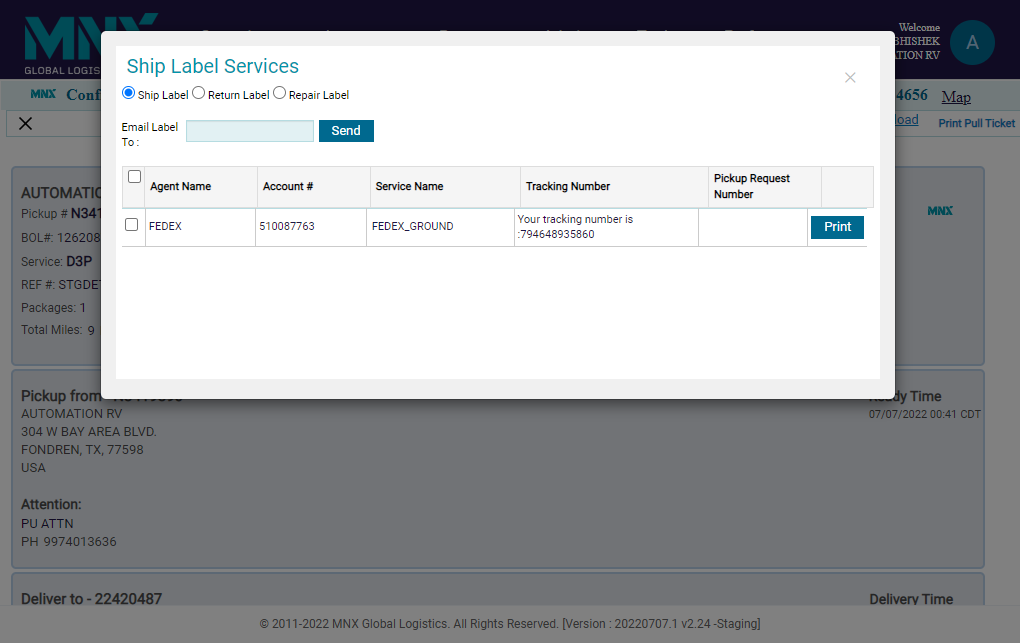 MNX
GLOBAL LOGIS
Welcome
BHISHEK
ATION RV
A
MNX
4656
Map
oad
Print Pull Ticket
Ship Label Services
Ship Label
Return Label
Repair Label
Email Label
To :
Send
Agent Name
Account #
Service Name
Tracking Number
Pickup Request
Number
FEDEX
510087763
FEDEX_GROUND
Your tracking number is
:794648935860
Print
AUTOMATIO
Pickup # N341
BOL#: 126208
Service: D3P
REF #: STGDET
Packages: 1
Total Miles: 9
MNX
Pickup from
Ready Time
AUTOMATION RV
07/07/2022 00:41 CDT
304 W BAY AREA BLVD.
FONDREN, TX, 77598
USA
Attention:
PU ATTN
PH 9974013636
Deliver to - 22420487
Delivery Time
© 2011-2022 MNX Global Logistics. All Rights Reserved. [Version : 20220707.1 v2.24 -Staging]